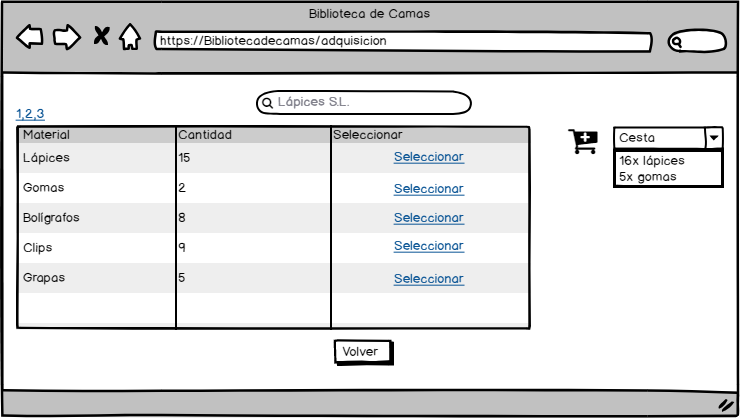 Biblioteca de Camas
https://Bibliotecadecamas/adquisicion
Lápices S.L.
1,2,3
Material Cantidad Seleccionar
Lápices 15 Seleccionar
Gomas 2 Seleccionar
Bolígrafos 8 Seleccionar
Clips 9 Seleccionar
Grapas 5 Seleccionar
Cesta
16x lápices
5x gomas
Volver